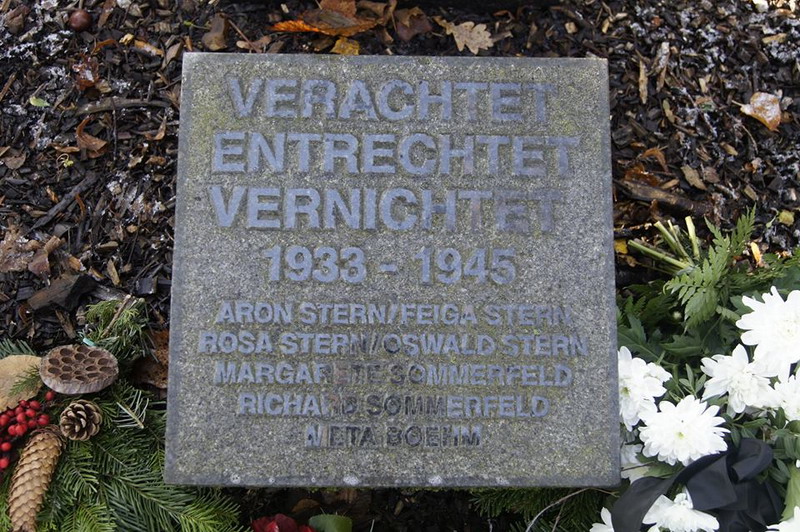 VERACHTET
ENTRECHTET
VERNICHTET
1933 - 1945
ARON STERN/FEIGA STERN
ROSA STERN/OSWALD STERN
MARGARETE SOMMERFELD
RICHARD SOMMERFELD
META BOEHM